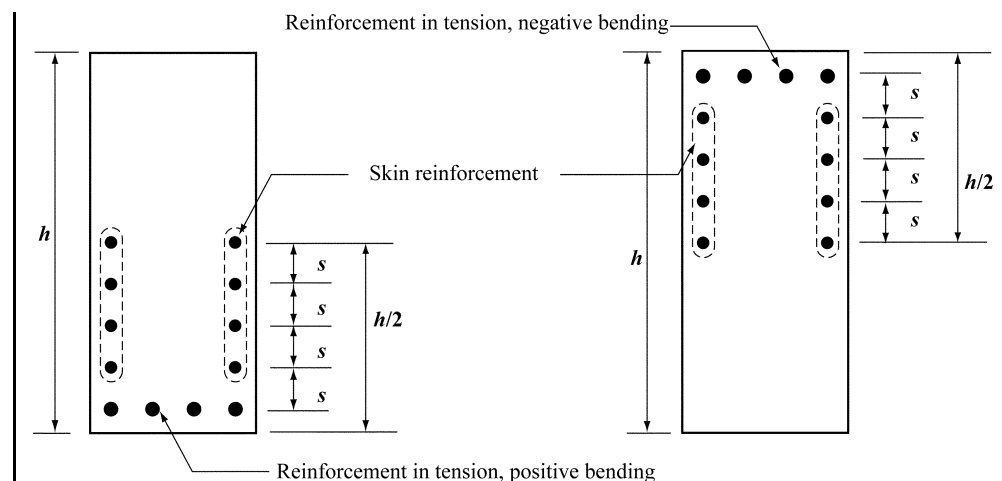 Reinforcement in tension, negative bending
s
s
h/2
s
s
Skin reinforcement
h
h
s
s
h/2
s
s
Reinforcement in tension, positive bending